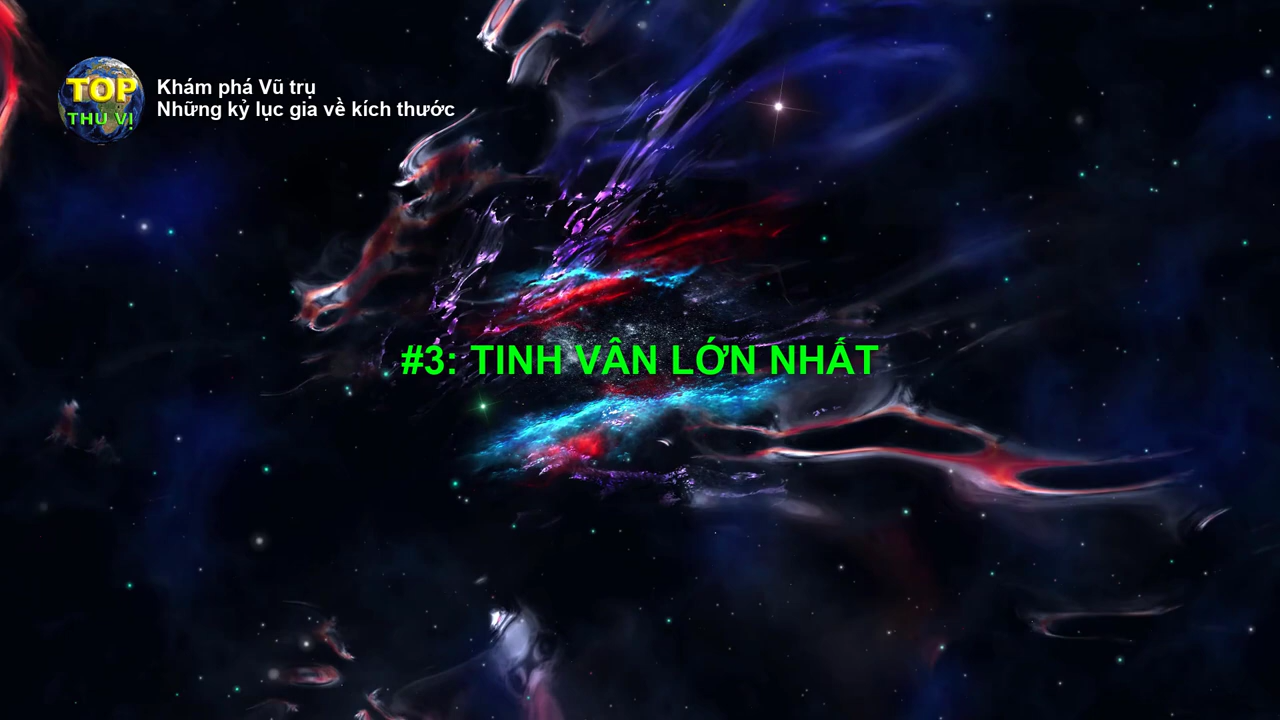 TOP
THÚ VỊ
Khám phá Vũ trụ
Những kỷ lục gia về kích thước
#3: TINH VÂN LỚN NHẤT